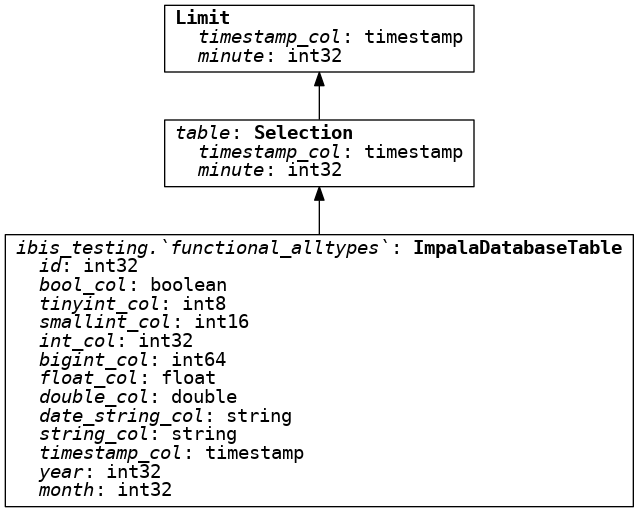 Limit
timestamp_col: timestamp
minute: int32
table: Selection
timestamp_col: timestamp
minute: int32
ibis_testing.`functional_alltypes`: ImpalaDatabaseTable
id: int32
bool_col: boolean
tinyint_col: int8
smallint_col: int16
int_col: int32
bigint_col: int64
float_col: float
double_col: double
date_string_col: string
string_col: string
timestamp_col: timestamp
year: int32
month: int32